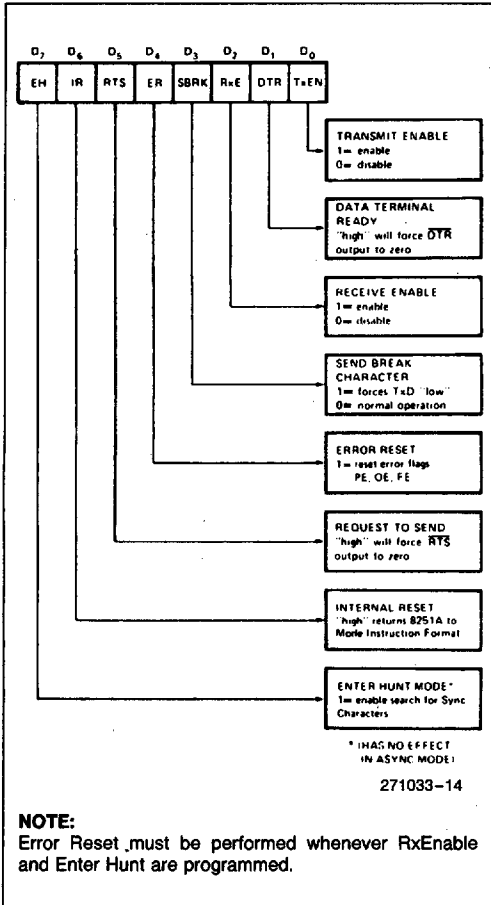 D7 D6 D5 D4 D3 D2 D1 D0
EH IR RTS ER SBRK RxE DTR TxEN
TRANSMIT ENABLE
1= enable
0= disable
DATA TERMINAL
READY
"high" will force DTR
output to zero
RECEIVE ENABLE
1= enable
0= disable
SEND BREAK
CHARACTER
1= forces TxD "low"
0= normal operation
ERROR RESET
1= reset error flags
PE, OE, FE
REQUEST TO SEND
"high" will force RTS
output to zero
INTERNAL RESET
"high" returns 8251A to
Mode Instruction Format
ENTER HUNT MODE*
1= enable search for Sync
Characters
* (HAS NO EFFECT
IN ASYNC MODE)
271033-14
NOTE:
Error Reset must be performed whenever RxEnable
and Enter Hunt are programmed.